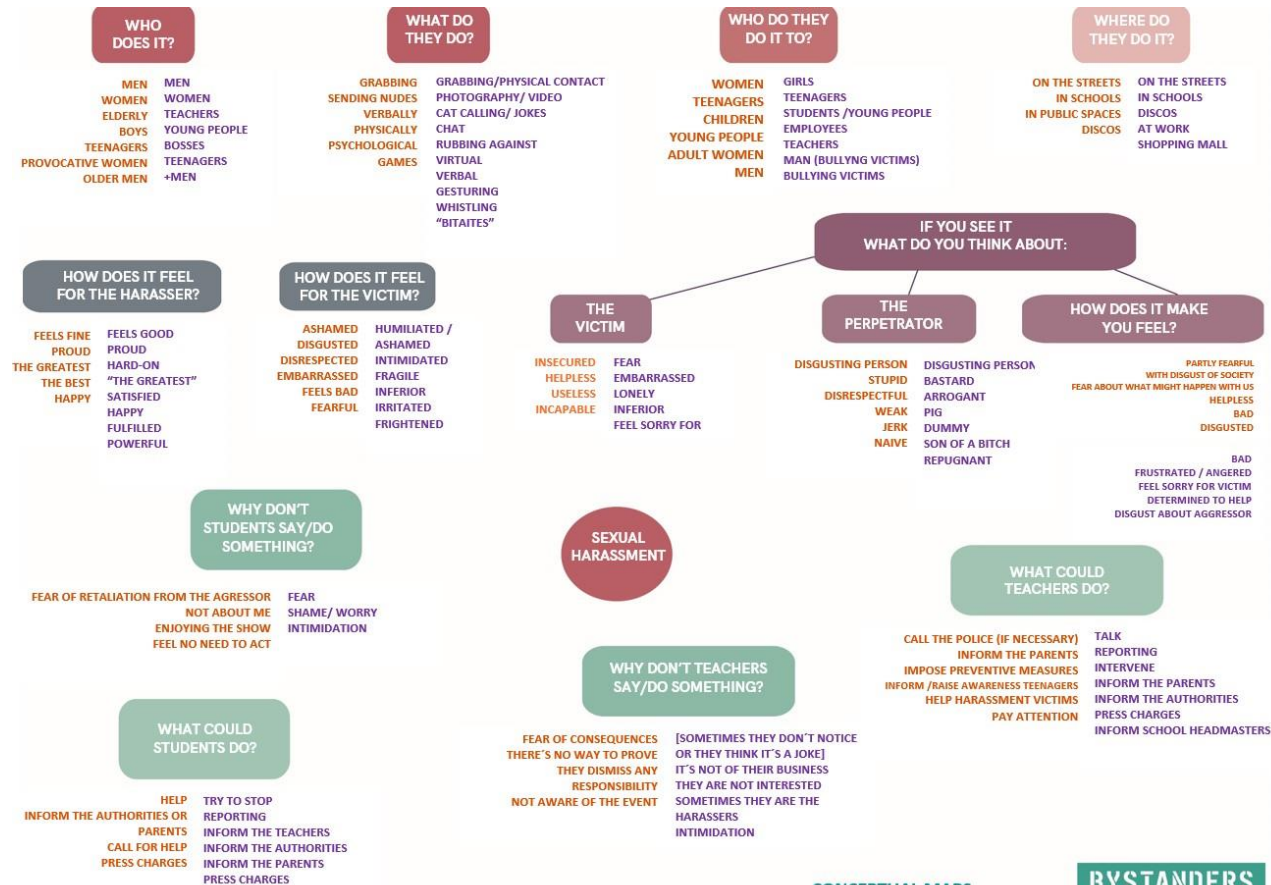 WHO
DOES IT?
MEN
WOMEN
ELDERLY
BOYS
TEENAGERS
PROVOCATIVE WOMEN
OLDER MEN
MEN
WOMEN
TEACHERS
YOUNG PEOPLE
BOSSES
TEENAGERS
+MEN
WHAT DO
THEY DO?
GRABBING
SENDING NUDES
VERBALLY
PHYSICALLY
PSYCHOLOGICAL
GAMES
GRABBING/PHYSICAL CONTACT
PHOTOGRAPHY/ VIDEO
CAT CALLING/ JOKES
CHAT
RUBBING AGAINST
VIRTUAL
VERBAL
GESTURING
WHISTLING
“BITAITES”
WHO DO THEY
DO IT TO?
WOMEN
TEENAGERS
CHILDREN
YOUNG PEOPLE
ADULT WOMEN
MEN
GIRLS
TEENAGERS
STUDENTS /YOUNG PEOPLE
EMPLOYEES
TEACHERS
MAN (BULLYNG VICTIMS)
BULLYING VICTIMS
WHERE DO
THEY DO IT?
ON THE STREETS
IN SCHOOLS
IN PUBLIC SPACES
DISCOS
ON THE STREETS
IN SCHOOLS
DISCOS
AT WORK
SHOPPING MALL
HOW DOES IT FEEL
FOR THE HARASSER?
FEELS FINE
PROUD
THE GREATEST
THE BEST
HAPPY
FEELS GOOD
PROUD
HARD-ON
“THE GREATEST”
SATISFIED
HAPPY
FULFILLED
POWERFUL
HOW DOES IT FEEL
FOR THE VICTIM?
ASHAMED
DISGUSTED
DISRESPECTED
EMBARRASSED
FEELS BAD
FEARFUL
HUMILIATED /
ASHAMED
INTIMIDATED
FRAGILE
INFERIOR
IRRITATED
FRIGHTENED
IF YOU SEE IT
WHAT DO YOU THINK ABOUT:
THE
VICTIM
INSECURED
HELPLESS
USELESS
INCAPABLE
FEAR
EMBARRASSED
LONELY
INFERIOR
FEEL SORRY FOR
THE
PERPETRATOR
DISGUSTING PERSON
STUPID
DISRESPECTFUL
WEAK
JERK
NAIVE
DISGUSTING PERSON
BASTARD
ARROGANT
PIG
DUMMY
SON OF A BITCH
REPUGNANT
HOW DOES IT MAKE
YOU FEEL?
PARTLY FEARFUL
WITH DISGUST OF SOCIETY
FEAR ABOUT WHAT MIGHT HAPPEN WITH US
HELPLESS
BAD
DISGUSTED
BAD
FRUSTRATED / ANGERED
FEEL SORRY FOR VICTIM
DETERMINED TO HELP
DISGUST ABOUT AGGRESSOR
WHY DON'T
STUDENTS SAY/DO
SOMETHING?
FEAR OF RETALIATION FROM THE AGRESSOR
NOT ABOUT ME
ENJOYING THE SHOW
FEEL NO NEED TO ACT
FEAR
SHAME/ WORRY
INTIMIDATION
SEXUAL
HARASSMENT
WHAT COULD
TEACHERS DO?
CALL THE POLICE (IF NECESSARY)
INFORM THE PARENTS
IMPOSE PREVENTIVE MEASURES
INFORM /RAISE AWARENESS TEENAGERS
HELP HARASSMENT VICTIMS
PAY ATTENTION
TALK
REPORTING
INTERVENE
INFORM THE PARENTS
INFORM THE AUTHORITIES
PRESS CHARGES
INFORM SCHOOL HEADMASTERS
WHY DON'T TEACHERS
SAY/DO SOMETHING?
FEAR OF CONSEQUENCES
THERE´S NO WAY TO PROVE
THEY DISMISS ANY
RESPONSIBILITY
NOT AWARE OF THE EVENT
[SOMETIMES THEY DON´T NOTICE
OR THEY THINK IT´S A JOKE]
IT´S NOT OF THEIR BUSINESS
THEY ARE NOT INTERESTED
SOMETIMES THEY ARE THE
HARASSERS
INTIMIDATION
WHAT COULD
STUDENTS DO?
HELP
INFORM THE AUTHORITIES OR
PARENTS
CALL FOR HELP
PRESS CHARGES
TRY TO STOP
REPORTING
INFORM THE TEACHERS
INFORM THE AUTHORITIES
INFORM THE PARENTS
PRESS CHARGES
CONCEPTUAL MAPS
BYSTANDERS